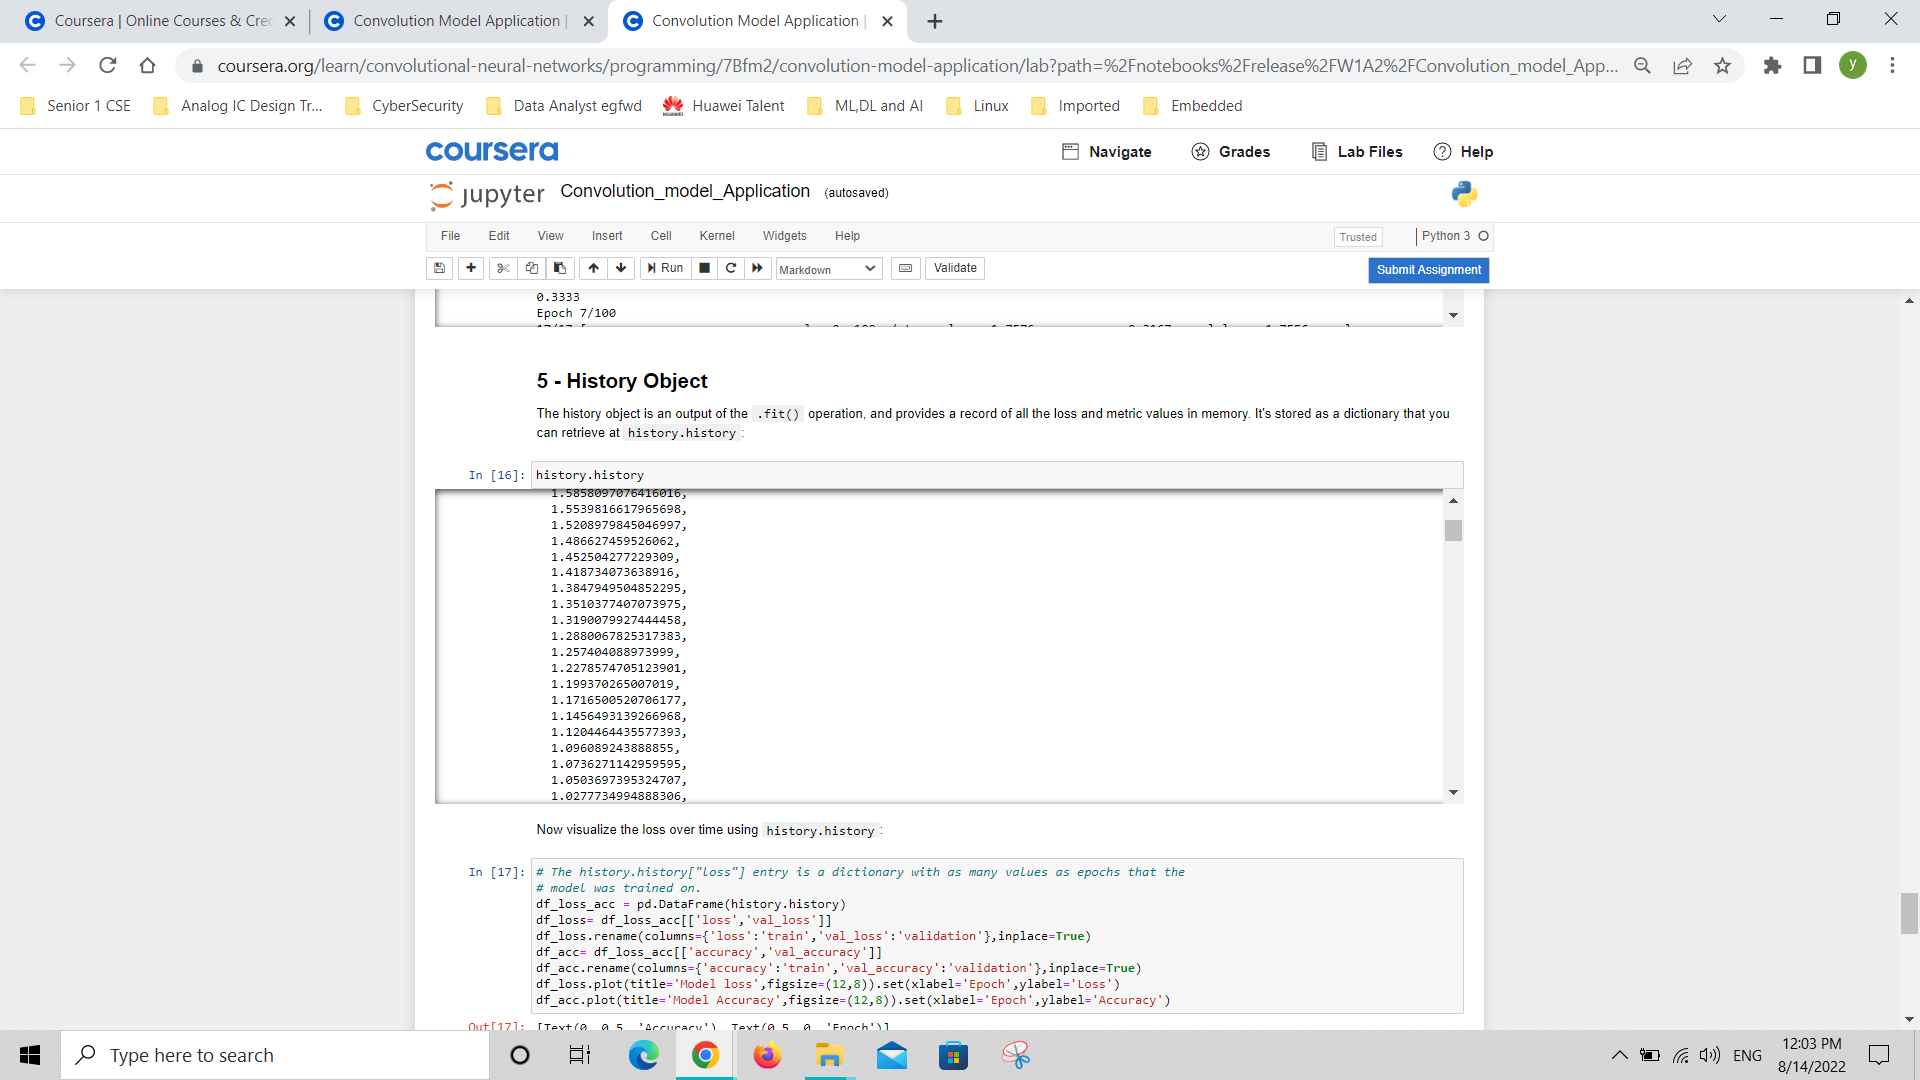 Coursera | Online Courses & Cre
Convolution Model Application |
Convolution Model Application |
coursera.org/learn/convolutional-neural-networks/programming/7Bfm2/convolution-model-application/lab?path=%2Fnotebooks%2Frelease%2FW1A2%2FConvolution_model_App...
y
Senior 1 CSE
Analog IC Design Tr...
CyberSecurity
Data Analyst egfwd
Huawei Talent
ML,DL and AI
Linux
Imported
Embedded
coursera
Navigate
Grades
Lab Files
Help
jupyter Convolution_model_Application (autosaved)
File Edit View Insert Cell Kernel Widgets Help
Trusted
Python 3
Run
Markdown
Validate
Submit Assignment
0.3333
Epoch 7/100
5 - History Object
The history object is an output of the .fit() operation, and provides a record of all the loss and metric values in memory. It's stored as a dictionary that you
can retrieve at history.history :
In [16]: history.history
1.5858097076416016,
1.5539816617965698,
1.5208979845046997,
1.486627459526062,
1.452504277229309,
1.418734073638916,
1.3847949504852295,
1.3510377407073975,
1.3190079927444458,
1.2880067825317383,
1.257404088973999,
1.2278574705123901,
1.199370265007019,
1.1716500520706177,
1.1456493139266968,
1.1204464435577393,
1.096089243888855,
1.0736271142959595,
1.0503697395324707,
1.0277734994888306,
Now visualize the loss over time using history.history :
In [17]: # The history.history["loss"] entry is a dictionary with as many values as epochs that the
# model was trained on.
df_loss_acc = pd.DataFrame(history.history)
df_loss= df_loss_acc[['loss','val_loss']]
df_loss.rename(columns={'loss':'train','val_loss':'validation'},inplace=True)
df_acc= df_loss_acc[['accuracy','val_accuracy']]
df_acc.rename(columns={'accuracy':'train','val_accuracy':'validation'},inplace=True)
df_loss.plot(title='Model loss',figsize=(12,8)).set(xlabel='Epoch',ylabel='Loss')
df_acc.plot(title='Model Accuracy',figsize=(12,8)).set(xlabel='Epoch',ylabel='Accuracy')
Out[17]: [Text(0, 0.5, 'Accuracy'), Text(0.5, 0, 'Epoch')]
Type here to search
ENG
12:03 PM
8/14/2022